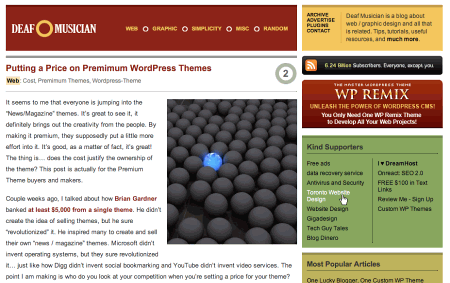 DEAF MUSICIAN
WEB GRAPHIC SIMPLICITY MISC RANDOM
ARCHIVE
ADVERTISE
PLUGINS
CONTACT
Deaf Musician is a blog about
web / graphic design and all that
is related. Tips, tutorials, useful
resources, and much more.
Putting a Price on Premimum WordPress Themes
Web: Cost, Premimum Themes, Wordpress-Theme
2
It seems to me that everyone is jumping into the
"News/Magazine" themes. It's great to see it, it
definitely brings out the creativity from the people. By
making it premium, they supposedly put a little more
effort into it. It's good, as a matter of fact, it's great!
The thing is... does the cost justify the ownership of
the theme? This post is actually for the Premium
Theme buyers and makers.
Couple weeks ago, I talked about how Brian Gardner
banked at least $5,000 from a single theme. He didn't
create the idea of selling themes, but he sure
"revolutionized" it. He inspired many to create and sell
their own "news / magazine" themes. Microsoft didn't
invent operating systems, but they sure revolutionized
it... just like how Digg didn't invent social bookmarking and YouTube didn't invent video services. The
point I am making is who do you look at your competition when you're setting a price for your theme?
6.24 Billion Subscribers. Everyone, except you.
THE MASTER WORDPRESS THEME
WP REMIX
UNLEASH THE POWER OF WORDPRESS CMS!
You Only Need One WP Remix Theme
to Develop All Your Web Projects!
Kind Supporters
Free ads
data recovery service
Antivirus and Security
Toronto Website
Design
Website Design
Gigadesign
Tech Guy Tales
Blog Dinero
I ♥ DreamHost
Onreact: SEO 2.0
FREE $100 in Text
Links
Review Me - Sign Up
Custom WP Themes
Most Popular Articles
One Lucky Blogger, One Custom WP Theme